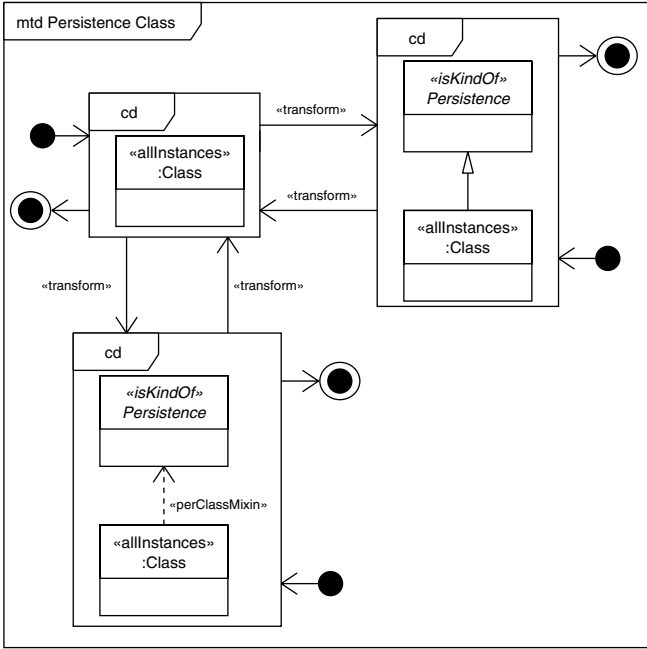 mtd Persistence Class
cd
«isKindOf»
Persistence
«allInstances»
:Class
cd
«allInstances»
:Class
«transform»
«transform»
«transform»
«transform»
cd
«isKindOf»
Persistence
«perClassMixin»
«allInstances»
:Class